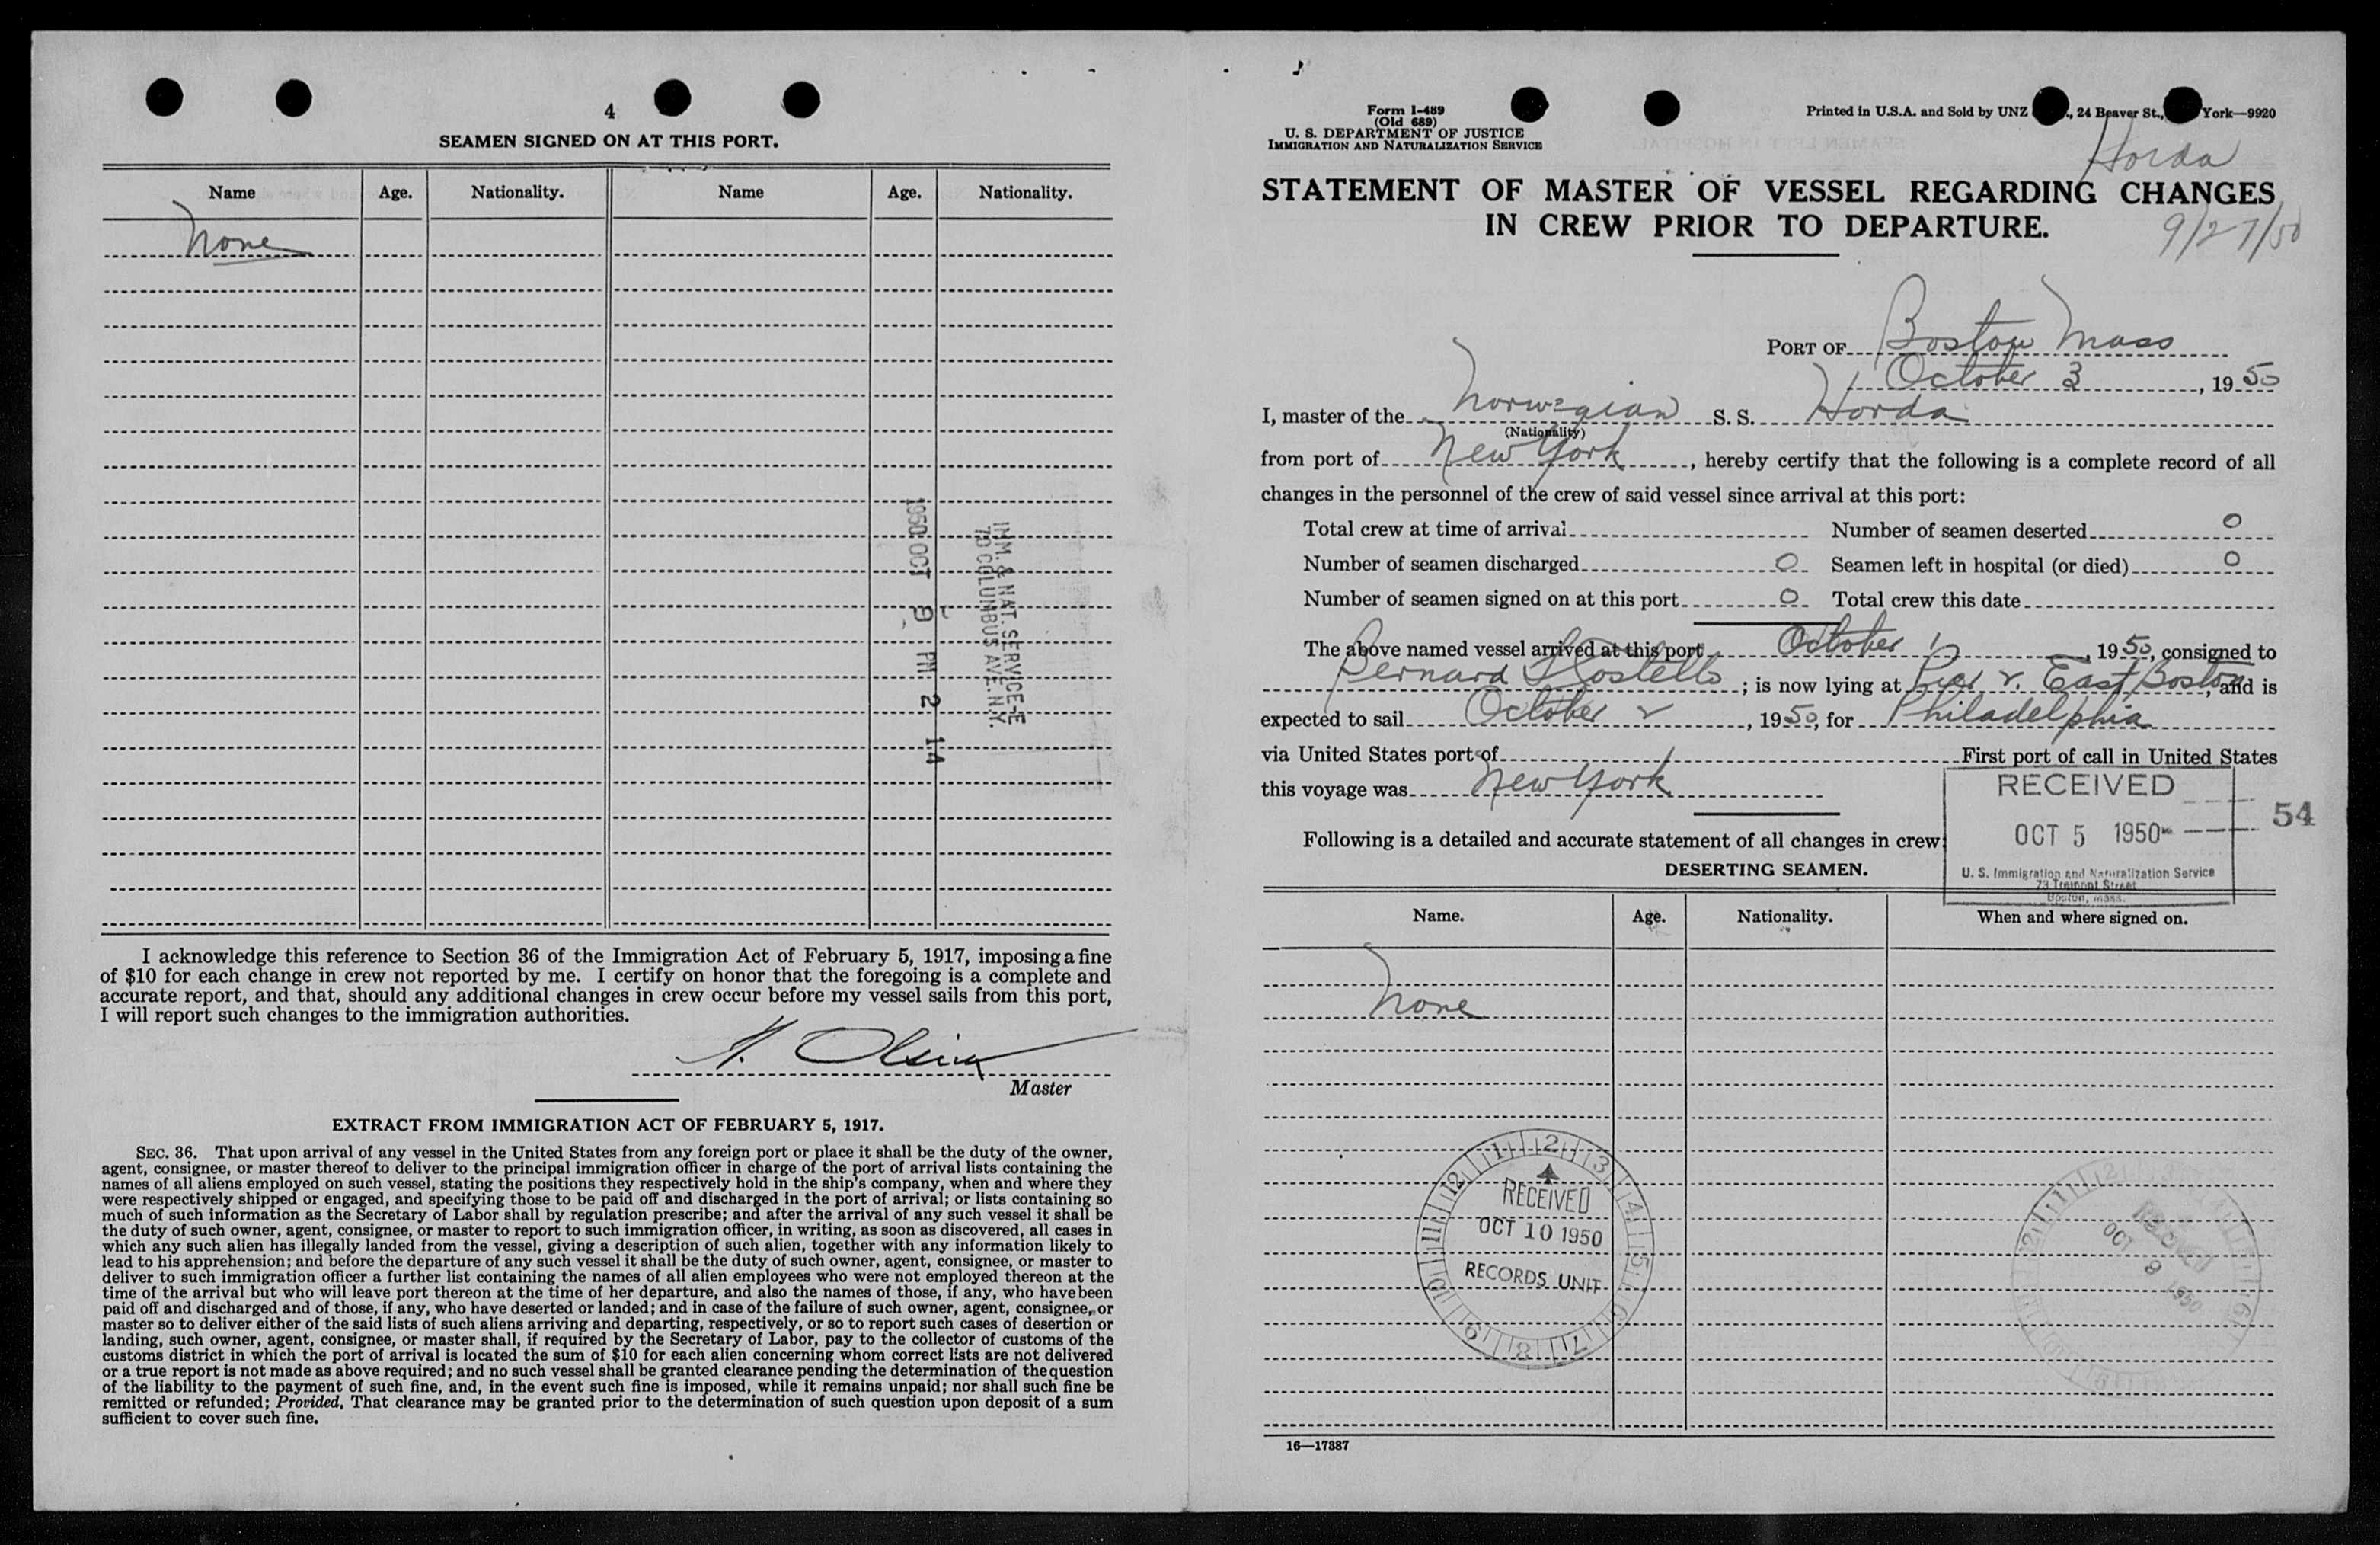 4
SEAMEN SIGNED ON AT THIS PORT.
Name Age. Nationality. Name Age. Nationality.
None
1950 OCT 9 PM 2 14
IMM. & NAT. SERVICE-E
70 COLUMBUS AVE. N.Y.
I acknowledge this reference to Section 36 of the Immigration Act of February 5, 1917, imposing a fine
of $10 for each change in crew not reported by me. I certify on honor that the foregoing is a complete and
accurate report, and that, should any additional changes in crew occur before my vessel sails from this port,
I will report such changes to the immigration authorities.
Olsen
Master
EXTRACT FROM IMMIGRATION ACT OF FEBRUARY 5, 1917.
SEC. 36. That upon arrival of any vessel in the United States from any foreign port or place it shall be the duty of the owner,
agent, consignee, or master thereof to deliver to the principal immigration officer in charge of the port of arrival lists containing the
names of all aliens employed on such vessel, stating the positions they respectively hold in the ship's company, when and where they
were respectively shipped or engaged, and specifying those to be paid off and discharged in the port of arrival; or lists containing so
much of such information as the Secretary of Labor shall by regulation prescribe; and after the arrival of any such vessel it shall be
the duty of such owner, agent, consignee, or master to report to such immigration officer, in writing, as soon as discovered, all cases in
which any such alien has illegally landed from the vessel, giving a description of such alien, together with any information likely to
lead to his apprehension; and before the departure of any such vessel it shall be the duty of such owner, agent, consignee, or master to
deliver to such immigration officer a further list containing the names of all alien employees who were not employed thereon at the
time of the arrival but who will leave port thereon at the time of her departure, and also the names of those, if any, who have been
paid off and discharged and of those, if any, who have deserted or landed; and in case of the failure of such owner, agent, consignee, or
master so to deliver either of the said lists of such aliens arriving and departing, respectively, or so to report such cases of desertion or
landing, such owner, agent, consignee, or master shall, if required by the Secretary of Labor, pay to the collector of customs of the
customs district in which the port of arrival is located the sum of $10 for each alien concerning whom correct lists are not delivered
or a true report is not made as above required; and no such vessel shall be granted clearance pending the determination of the question
of the liability to the payment of such fine, and, in the event such fine is imposed, while it remains unpaid; nor shall such fine be
remitted or refunded; Provided, That clearance may be granted prior to the determination of such question upon deposit of a sum
sufficient to cover such fine.
Form I-489
(Old 689)
U. S. DEPARTMENT OF JUSTICE
IMMIGRATION AND NATURALIZATION SERVICE
Printed in U.S.A. and Sold by UNZ , 24 Beaver St., York—9920
Horda
STATEMENT OF MASTER OF VESSEL REGARDING CHANGES
IN CREW PRIOR TO DEPARTURE.
9/27/50
PORT OF Boston Mass
October 3, 1950
I, master of the Norwegian S. S. Horda
(Nationality)
from port of New York, hereby certify that the following is a complete record of all
changes in the personnel of the crew of said vessel since arrival at this port:
Total crew at time of arrival Number of seamen deserted 0
Number of seamen discharged 0 Seamen left in hospital (or died) 0
Number of seamen signed on at this port 0 Total crew this date
The above named vessel arrived at this port October 1, 1950, consigned to
Bernard S Costello; is now lying at Pier 2. East Boston, and is
expected to sail October 2, 1950, for Philadelphia
via United States port of First port of call in United States
this voyage was New York
RECEIVED
OCT 5 1950
U. S. Immigration and Naturalization Service
73 Tremont Street
Boston, Mass.
54
Following is a detailed and accurate statement of all changes in crew
DESERTING SEAMEN.
Name. Age. Nationality. When and where signed on.
None
1 2 3 4 5 6 7 8 9 10 11 12
RECEIVED
OCT 10 1950
RECORDS UNIT
RECEIVED
OCT 9 1950
16—17887